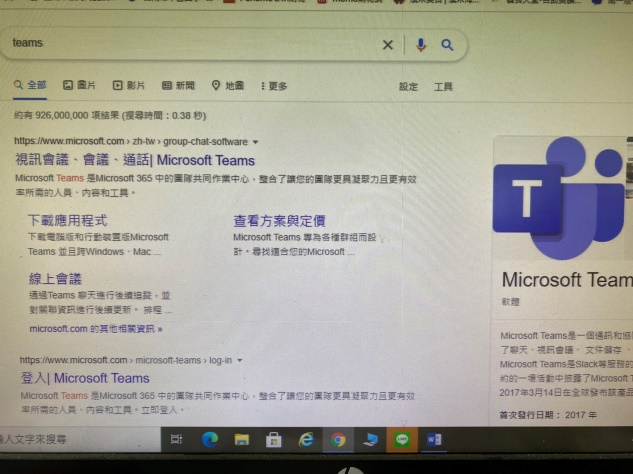 teams
全部
圖片
影片
新聞
地圖
更多
設定
工具
約有 926,000,000 項結果 (搜尋時間：0.38 秒)
https://www.microsoft.com › zh-tw › group-chat-software
視訊會議、會議、通話| Microsoft Teams
Microsoft Teams 是Microsoft 365 中的團隊共同作業中心，整合了讓您的團隊更具凝聚力且更有效
率所需的人員、內容和工具。
下載應用程式
下載電腦版和行動裝置版Microsoft
Teams 並且跨Windows、Mac ...
查看方案與定價
Microsoft Teams 專為各種群組而設
計。尋找適合您的Microsoft ...
線上會議
透過Teams 聊天進行後續追蹤，並
對關聯資訊進行後續更新。 排程 ...
microsoft.com 的其他相關資訊 »
https://www.microsoft.com › microsoft-teams › log-in
登入| Microsoft Teams
Microsoft Teams 是Microsoft 365 中的團隊共同作業中心，整合了讓您的團隊更具凝聚力且更有效
率所需的人員、內容和工具。立即登入。
T
Microsoft Team
軟體
Microsoft Teams是一個通訊和協
了聊天、視訊會議、文件儲存、
Microsoft Teams是Slack等服務的
約的一場活動中披露了Microsoft T
2017年3月14日在全球發布該產品
首次發行日期： 2017 年
入文字來搜尋
LINE
W
hp